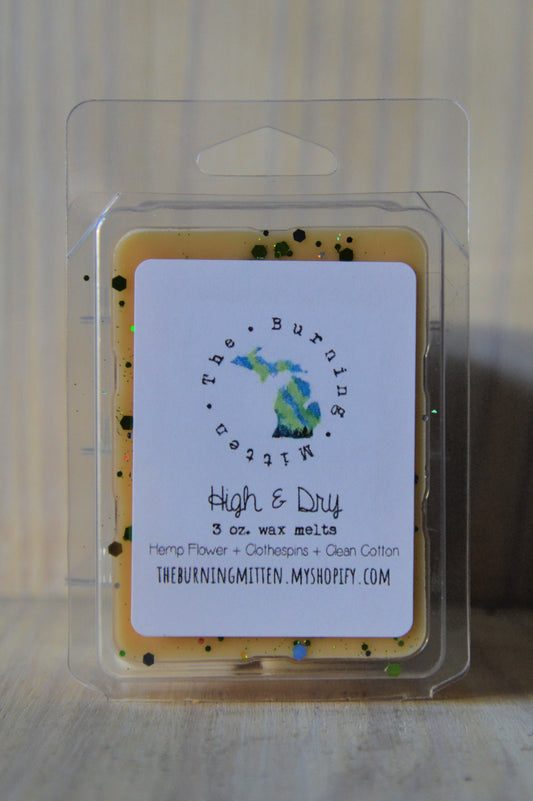 The • Burning • Mitten •
High & Dry
3 oz. wax melts
Hemp Flower + Clothespins + Clean Cotton
THEBURNINGMITTEN.MYSHOPIFY.COM